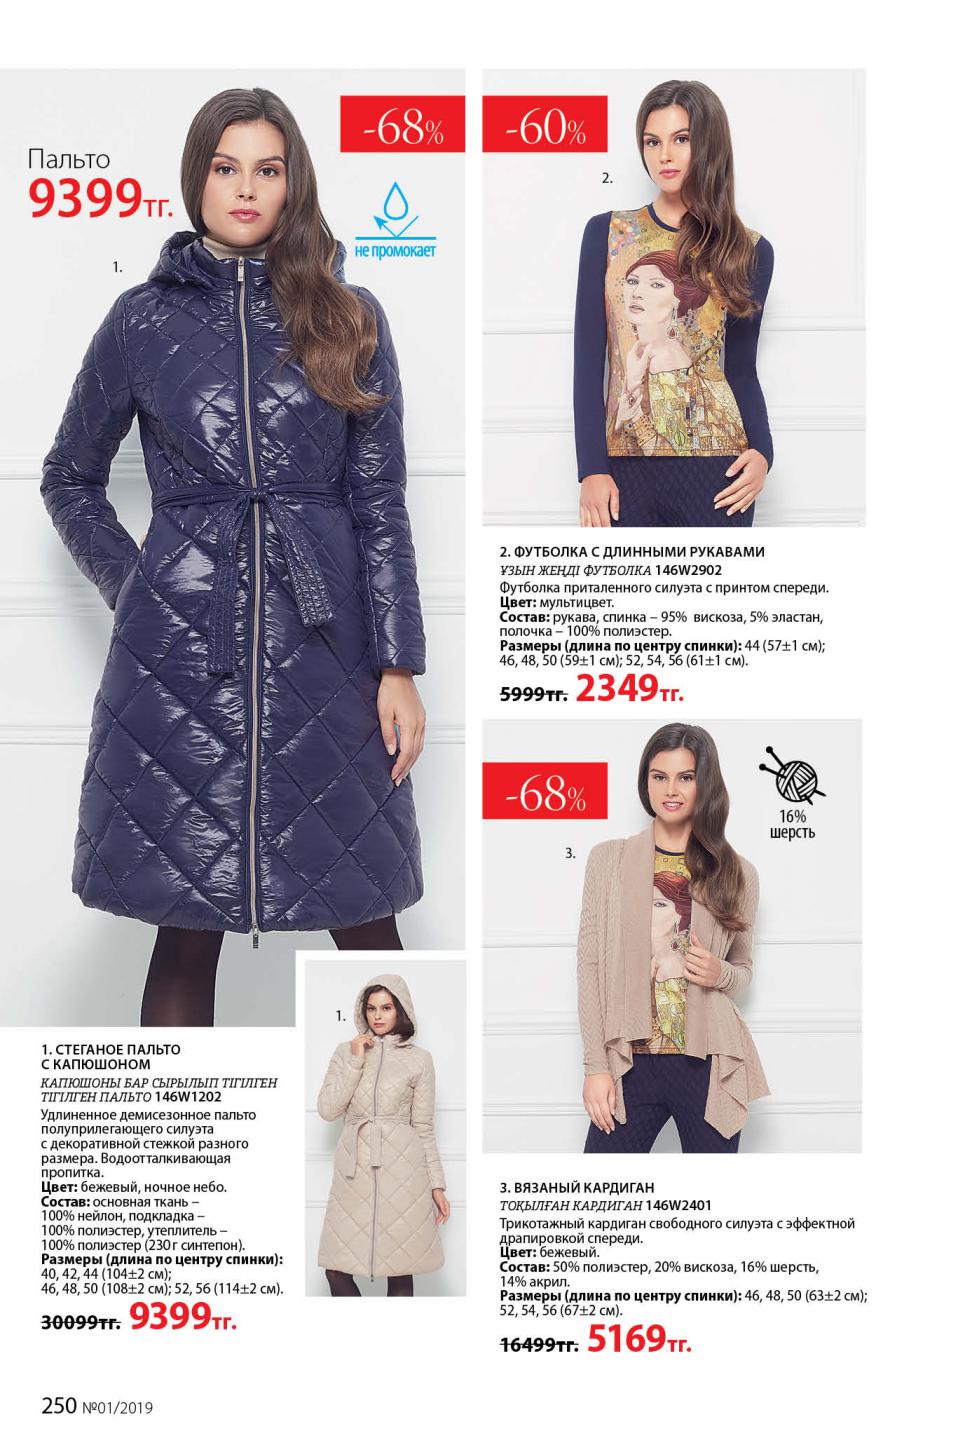 Пальто
9399тг.
1.
-68%
не промокает
-60%
2.
2. ФУТБОЛКА С ДЛИННЫМИ РУКАВАМИ
ҰЗЫН ЖЕҢДІ ФУТБОЛКА 146W2902
Футболка приталенного силуэта с принтом спереди.
Цвет: мультицвет.
Состав: рукава, спинка – 95% вискоза, 5% эластан,
полочка – 100% полиэстер.
Размеры (длина по центру спинки): 44 (57±1 см);
46, 48, 50 (59±1 см); 52, 54, 56 (61±1 см).
5999тг. 2349тг.
-68%
16%
шерсть
3.
1.
1. СТЕГАНОЕ ПАЛЬТО
С КАПЮШОНОМ
КАПЮШОНЫ БАР СЫРЫЛЫП ТІГІЛГЕН
ТІГІЛГЕН ПАЛЬТО 146W1202
Удлиненное демисезонное пальто
полуприлегающего силуэта
с декоративной стежкой разного
размера. Водоотталкивающая
пропитка.
Цвет: бежевый, ночное небо.
Состав: основная ткань –
100% нейлон, подкладка –
100% полиэстер, утеплитель –
100% полиэстер (230 г синтепон).
Размеры (длина по центру спинки):
40, 42, 44 (104±2 см);
46, 48, 50 (108±2 см); 52, 56 (114±2 см).
30099тг. 9399тг.
3. ВЯЗАНЫЙ КАРДИГАН
ТОҚЫЛҒАН КАРДИГАН 146W2401
Трикотажный кардиган свободного силуэта с эффектной
драпировкой спереди.
Цвет: бежевый.
Состав: 50% полиэстер, 20% вискоза, 16% шерсть,
14% акрил.
Размеры (длина по центру спинки): 46, 48, 50 (63±2 см);
52, 54, 56 (67±2 см).
16499тг. 5169тг.
250 №01/2019